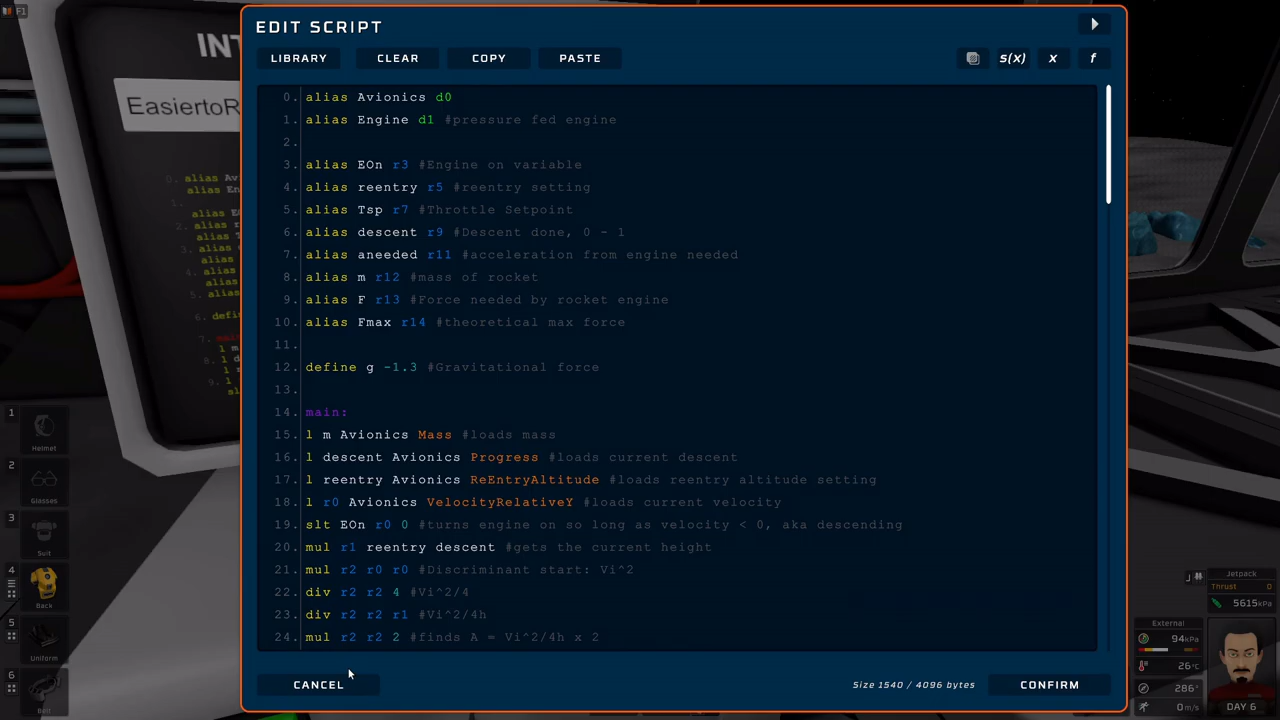 F1
INT
EasiertoR
EDIT SCRIPT
LIBRARY CLEAR COPY PASTE s(x) x f
0. alias Avionics d0
1. alias Engine d1 #pressure fed engine
2.
3. alias EOn r3 #Engine on variable
4. alias reentry r5 #reentry setting
5. alias Tsp r7 #Throttle Setpoint
6. alias descent r9 #Descent done, 0 - 1
7. alias aneeded r11 #acceleration from engine needed
8. alias m r12 #mass of rocket
9. alias F r13 #Force needed by rocket engine
10. alias Fmax r14 #theoretical max force
11.
12. define g -1.3 #Gravitational force
13.
14. main:
15. l m Avionics Mass #loads mass
16. l descent Avionics Progress #loads current descent
17. l reentry Avionics ReEntryAltitude #loads reentry altitude setting
18. l r0 Avionics VelocityRelativeY #loads current velocity
19. slt EOn r0 0 #turns engine on so long as velocity < 0, aka descending
20. mul r1 reentry descent #gets the current height
21. mul r2 r0 r0 #Discriminant start: Vi^2
22. div r2 r2 4 #Vi^2/4
23. div r2 r2 r1 #Vi^2/4h
24. mul r2 r2 2 #finds A = Vi^2/4h x 2
CANCEL
Size 1540 / 4096 bytes
CONFIRM
1
Helmet
2
Glasses
3
Suit
4
Back
5
Uniform
6
Belt
Jetpack
Thrust
5615kPa
External
94kPa
26°C
286°
0m/s
DAY 6